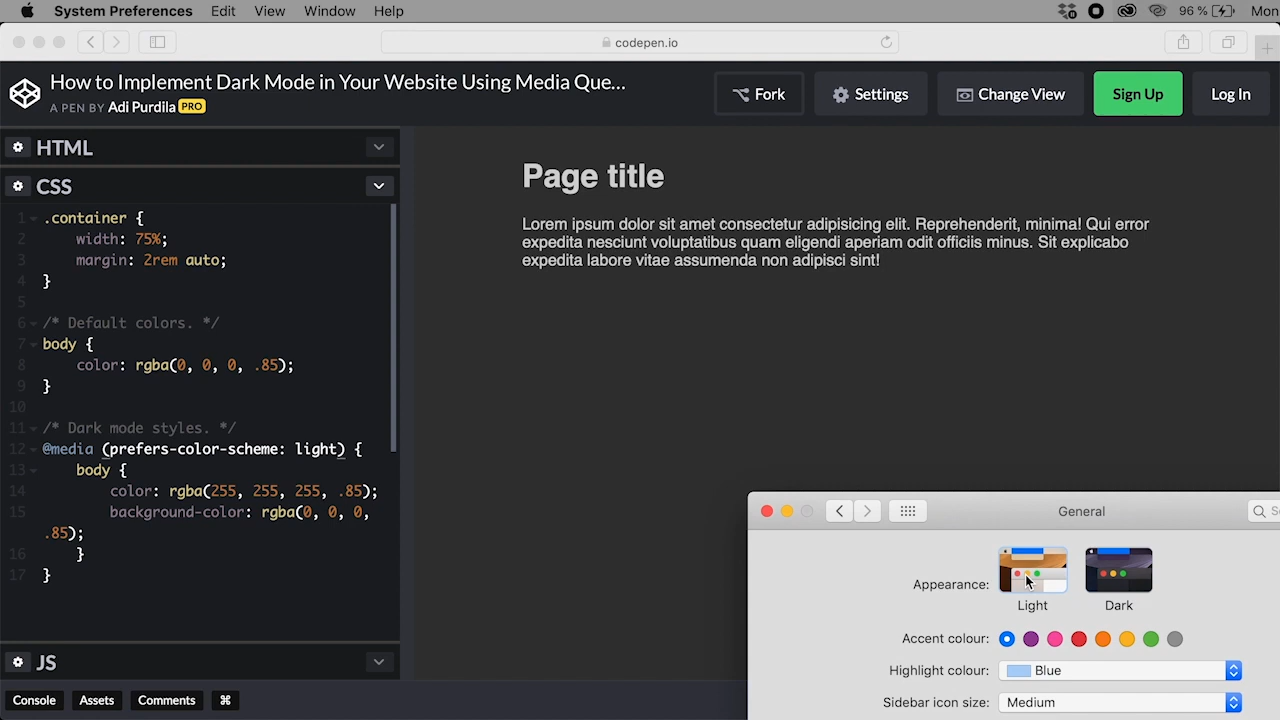 System Preferences Edit View Window Help 96% Mon
codepen.io
How to Implement Dark Mode in Your Website Using Media Que...
A PEN BY Adi Purdila PRO
Fork Settings Change View Sign Up Log In
HTML
CSS
1 .container {
2 width: 75%;
3 margin: 2rem auto;
4 }
5
6 /* Default colors. */
7 body {
8 color: rgba(0, 0, 0, .85);
9 }
10
11 /* Dark mode styles. */
12 @media (prefers-color-scheme: light) {
13 body {
14 color: rgba(255, 255, 255, .85);
15 background-color: rgba(0, 0, 0,
.85);
16 }
17 }
JS
Console Assets Comments ⌘
Page title
Lorem ipsum dolor sit amet consectetur adipisicing elit. Reprehenderit, minima! Qui error
expedita nesciunt voluptatibus quam eligendi aperiam odit officiis minus. Sit explicabo
expedita labore vitae assumenda non adipisci sint!
General
Appearance:
Light Dark
Accent colour:
Highlight colour: Blue
Sidebar icon size: Medium